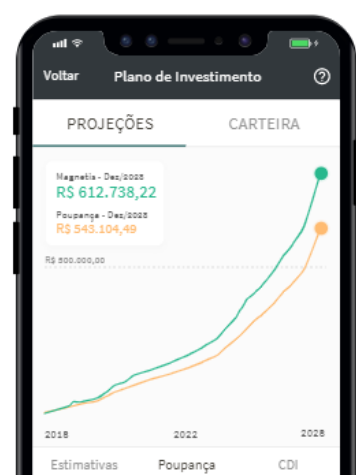 Voltar Plano de Investimento ?
PROJEÇÕES CARTEIRA
Magnetis - Dez/2028
R$ 612.738,22
Poupança - Dez/2028
R$ 543.104,49
R$ 500.000,00
2018 2022 2028
Estimativas Poupança CDI